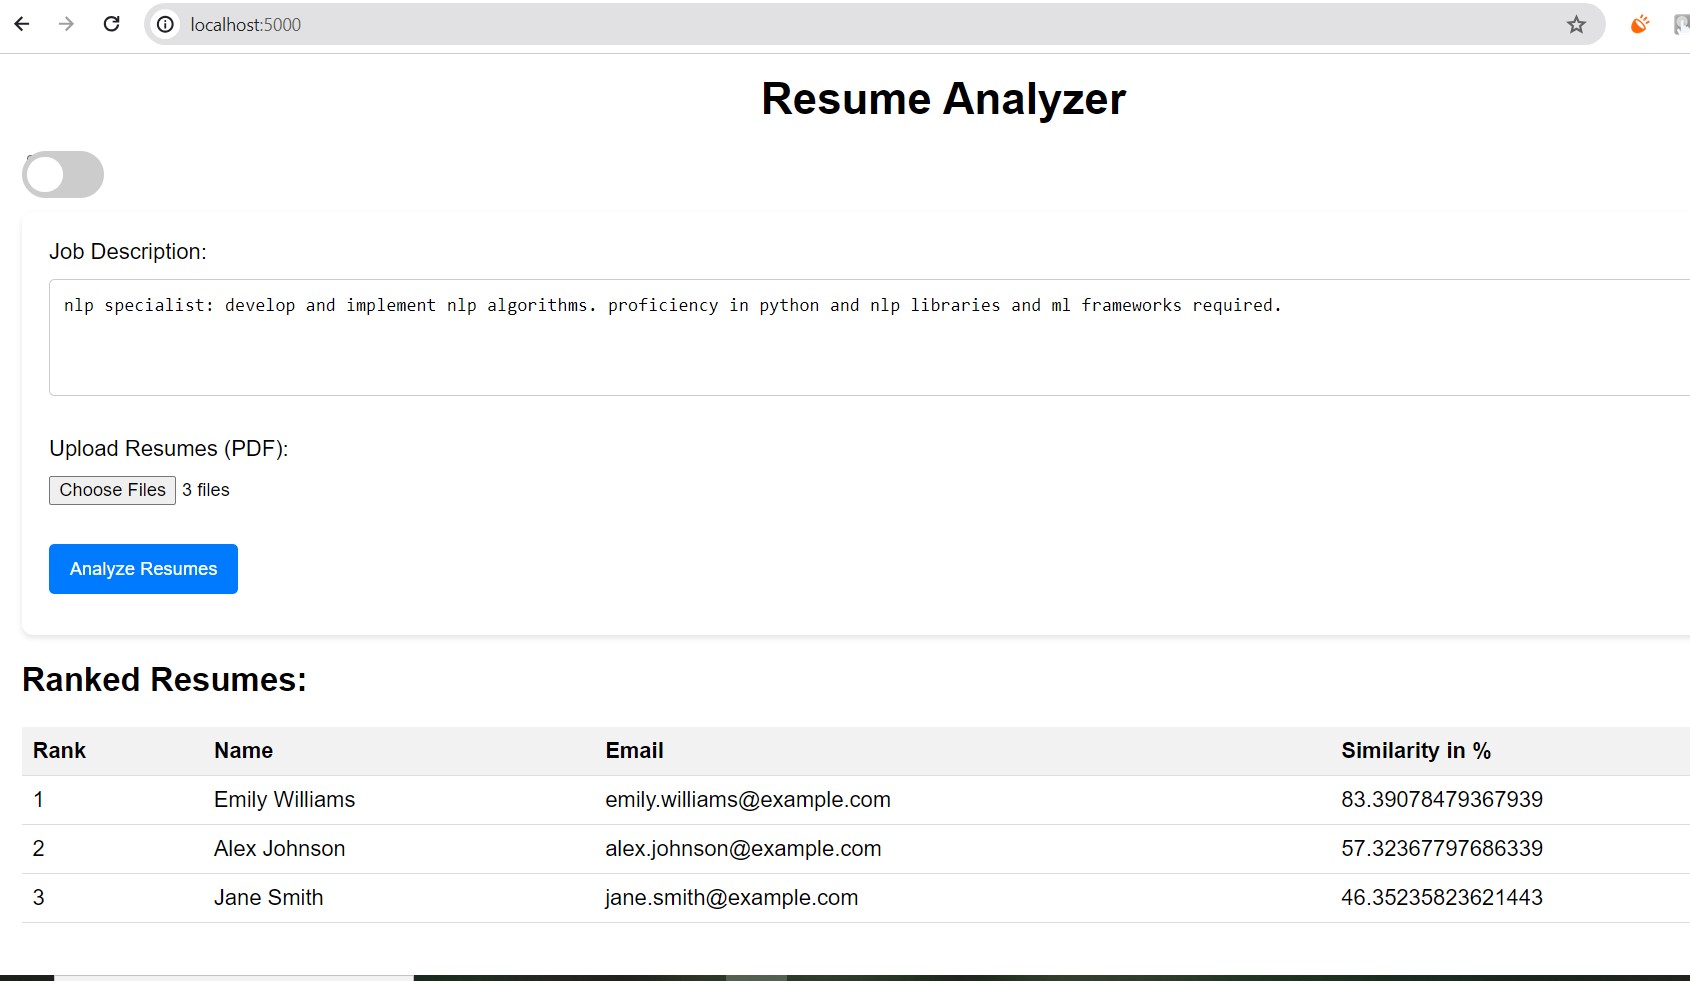 localhost:5000
Resume Analyzer
Job Description:
nlp specialist: develop and implement nlp algorithms. proficiency in python and nlp libraries and ml frameworks required.
Upload Resumes (PDF):
Choose Files 3 files
Analyze Resumes
Ranked Resumes:
Rank Name Email Similarity in %
1 Emily Williams emily.williams@example.com 83.39078479367939
2 Alex Johnson alex.johnson@example.com 57.32367797686339
3 Jane Smith jane.smith@example.com 46.35235823621443